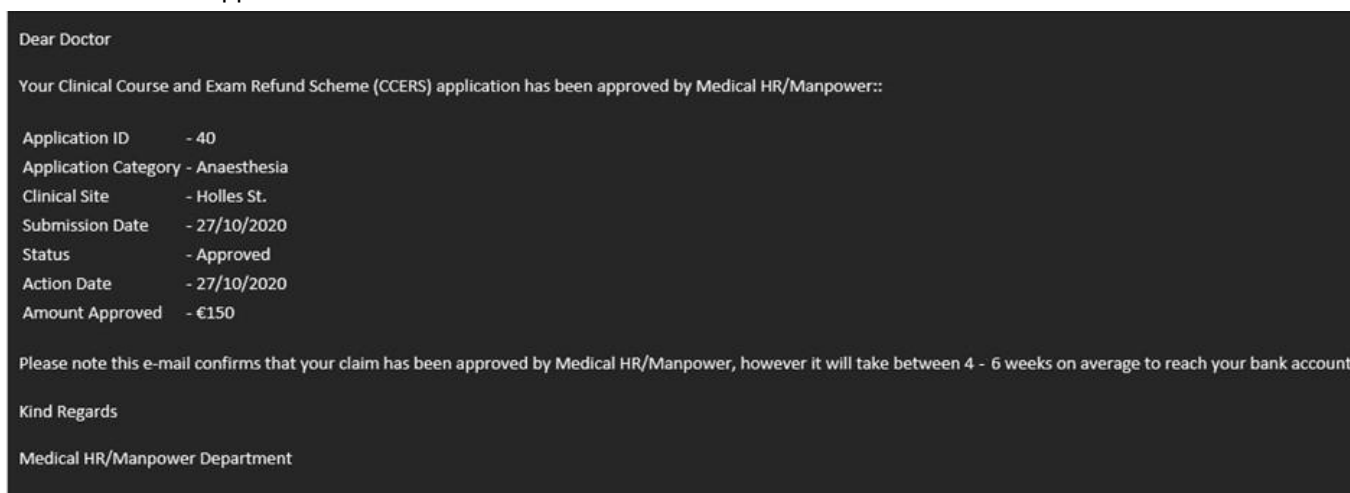 Dear Doctor
Your Clinical Course and Exam Refund Scheme (CCERS) application has been approved by Medical HR/Manpower::
Application ID - 40
Application Category - Anaesthesia
Clinical Site - Holles St.
Submission Date - 27/10/2020
Status - Approved
Action Date - 27/10/2020
Amount Approved - €150
Please note this e-mail confirms that your claim has been approved by Medical HR/Manpower, however it will take between 4 - 6 weeks on average to reach your bank account
Kind Regards
Medical HR/Manpower Department